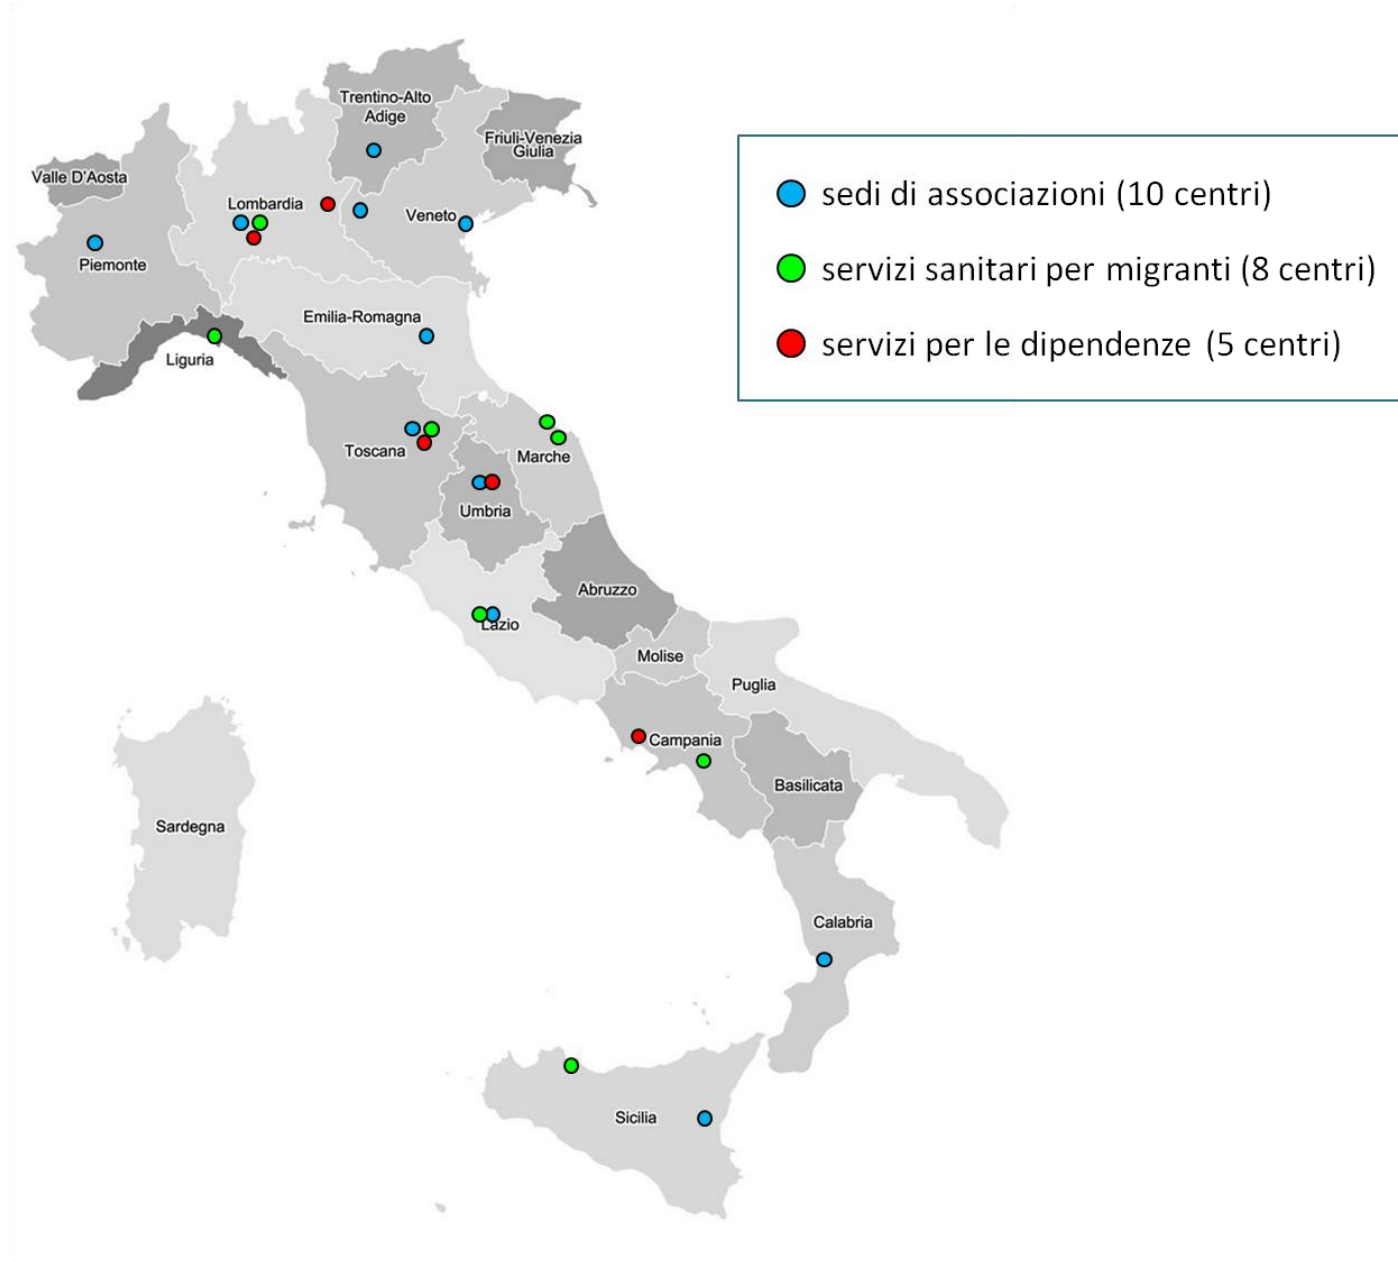 Trentino-Alto
Adige
Friuli-Venezia
Giulia
Valle D'Aosta
Lombardia
Veneto
Piemonte
Emilia-Romagna
Liguria
Toscana
Marche
Umbria
Abruzzo
Lazio
Molise
Puglia
Campania
Basilicata
Sardegna
Calabria
Sicilia
sedi di associazioni (10 centri)
servizi sanitari per migranti (8 centri)
servizi per le dipendenze (5 centri)